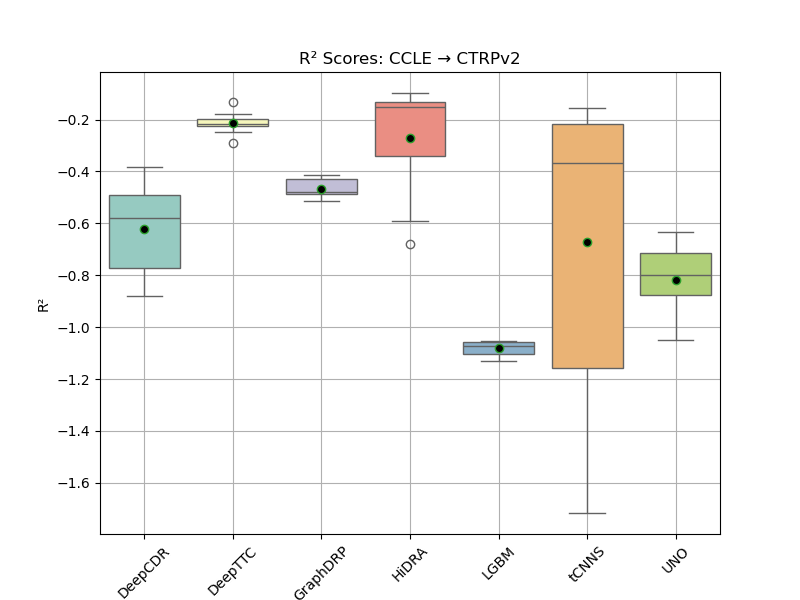 R² Scores: CCLE → CTRPv2
R²
−0.2
−0.4
−0.6
−0.8
−1.0
−1.2
−1.4
−1.6
DeepCDR
DeepTTC
GraphDRP
HiDRA
LGBM
tCNNS
UNO